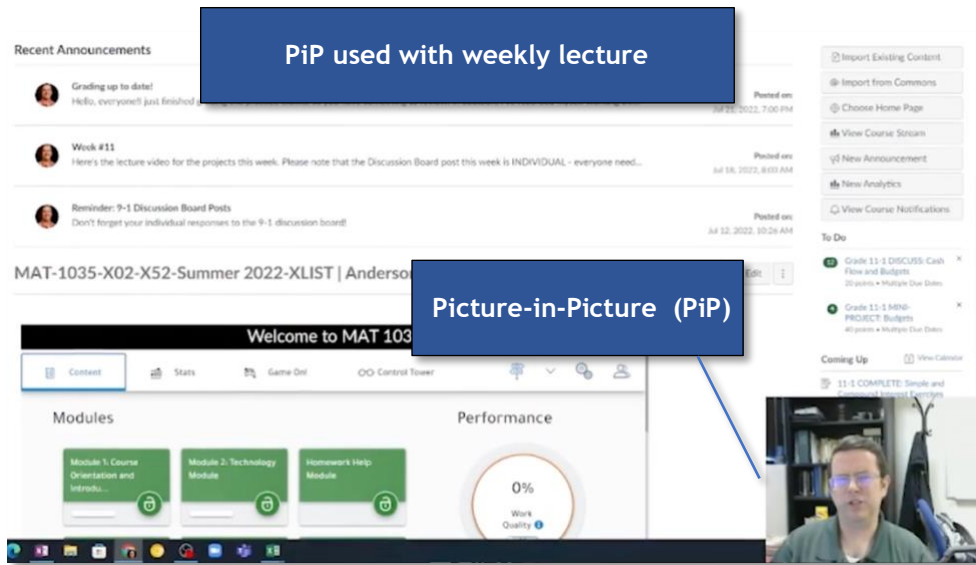 PiP used with weekly lecture
Recent Announcements
Grading up to date!
Hello, everyone!I just finished
Posted on:
Jul 21, 2022, 7:00 PM
Week #11
Here's the lecture video for the projects this week. Please note that the Discussion Board post this week is INDIVIDUAL - everyone need...
Posted on:
Jul 18, 2022, 8:03 AM
Reminder: 9-1 Discussion Board Posts
Don't forget your individual responses to the 9-1 discussion board!
Posted on:
Jul 12, 2022, 10:26 AM
MAT-1035-X02-X52-Summer 2022-XLIST | Anderso
Edit
Picture-in-Picture (PiP)
Welcome to MAT 103
Content
Stats
Game On!
Control Tower
Modules
Performance
Module 1: Course
Orientation and
Introdu...
Module 2: Technology
Module
Homework Help
Module
0%
Work
Quality
Import Existing Content
Import from Commons
Choose Home Page
View Course Stream
New Announcement
New Analytics
View Course Notifications
To Do
12
Grade 11-1 DISCUSS: Cash
Flow and Budgets
20 points • Multiple Due Dates
Grade 11-1 MINI-
PROJECT: Budgets
40 points • Multiple Due Dates
Coming Up
View Calendar
11-1 COMPLETE: Simple and
Compound Interest Exercises